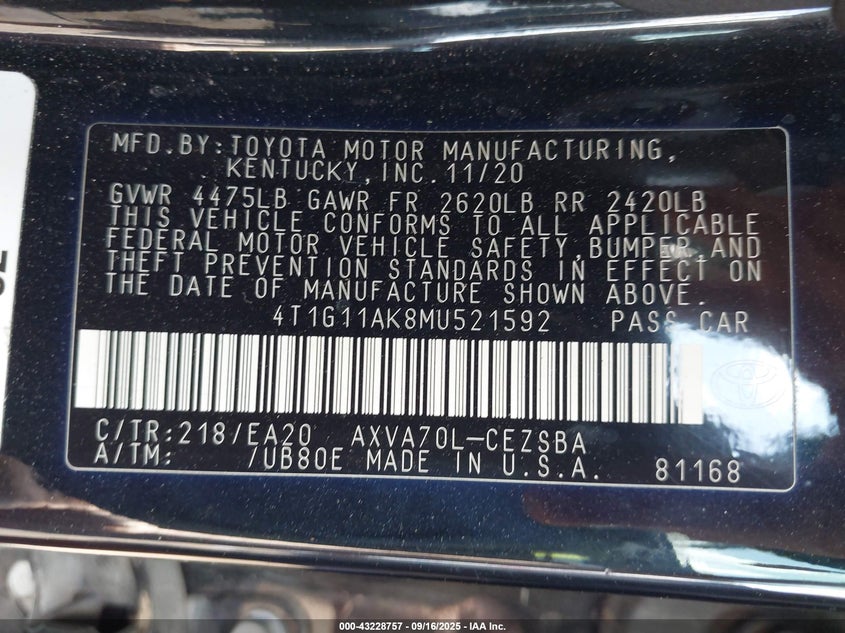 MFD.BY:TOYOTA MOTOR MANUFACTURING,
KENTUCKY,INC.11/20
GVWR 4475LB GAWR FR 2620LB RR 2420LB
THIS VEHICLE CONFORMS TO ALL APPLICABLE
FEDERAL MOTOR VEHICLE SAFETY,BUMPER,AND
THEFT PREVENTION STANDARDS IN EFFECT ON
THE DATE OF MANUFACTURE SHOWN ABOVE.
4T1G11AK8MU521592 PASS CAR
C/TR:218/EA20 AXVA70L-CEZSBA
A/TM: /UB80E MADE IN U.S.A. 81168
000-43228757 - 09/16/2025 - IAA Inc.